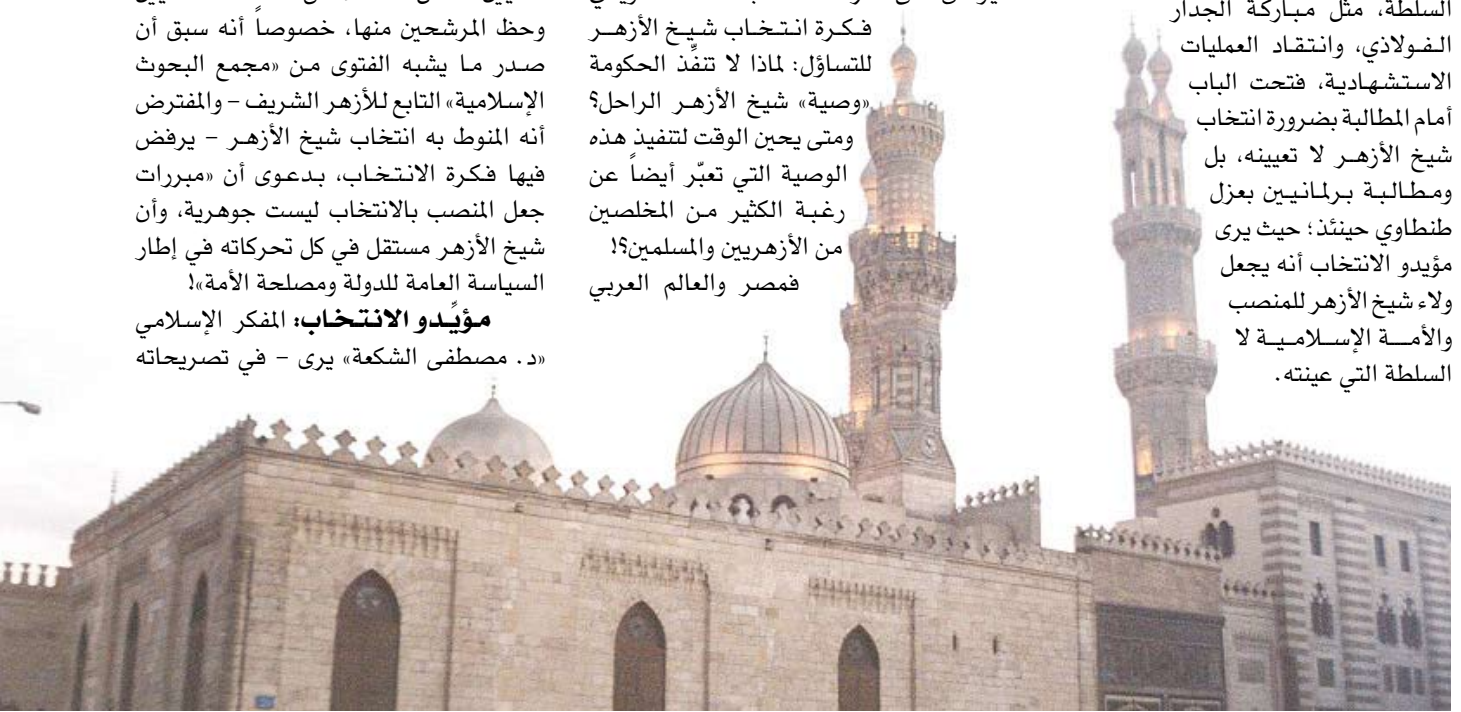 السلطة، مثل مباركة الجدار
الفولاذي، وانتقاد العمليات
الاستشهادية، فتحت الباب
أمام المطالبة بضرورة انتخاب
شيخ الأزهر لا تعيينه، بل
ومطالبة برلمانيين بعزل
طنطاوي حينئذ؛ حيث يرى
مؤيدو الانتخاب أنه يجعل
ولاء شيخ الأزهر للمنصب
والأمة الإسلامية لا
السلطة التي عينته.
فكرة انتخاب شيخ الأزهر
للتساؤل: لماذا لا تنفِّذ الحكومة
«وصية» شيخ الأزهر الراحل؟
ومتى يحين الوقت لتنفيذ هذه
الوصية التي تعبّر أيضاً عن
رغبة الكثير من المخلصين
من الأزهريين والمسلمين؟!
فمصر والعالم العربي
وحظ المرشحين منها، خصوصاً أنه سبق أن
صدر ما يشبه الفتوى من «مجمع البحوث
الإسلامية» التابع للأزهر الشريف – والمفترض
أنه المنوط به انتخاب شيخ الأزهر – يرفض
فيها فكرة الانتخاب، بدعوى أن «مبررات
جعل المنصب بالانتخاب ليست جوهرية، وأن
شيخ الأزهر مستقل في كل تحركاته في إطار
السياسة العامة للدولة ومصلحة الأمة»!
مؤيِّدو الانتخاب: المفكر الإسلامي
«د. مصطفى الشكعة» يرى – في تصريحاته